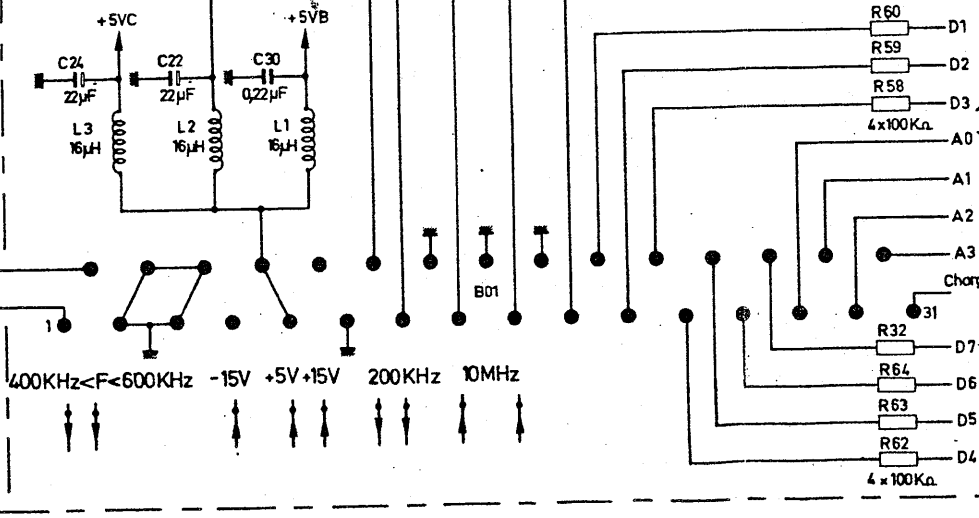 +5VC
+5VB
C24
22µF
C22
22µF
C30
0,22µF
L3
16µH
L2
16µH
L1
16µH
R60
D1
R59
D2
R58
D3
4x100KΩ
A0
A1
A2
A3
B01
1
31
400KHz<F<600KHz
-15V
+5V
+15V
200KHz
10MHz
R32
D7
R64
D6
R63
D5
R62
D4
4x100KΩ